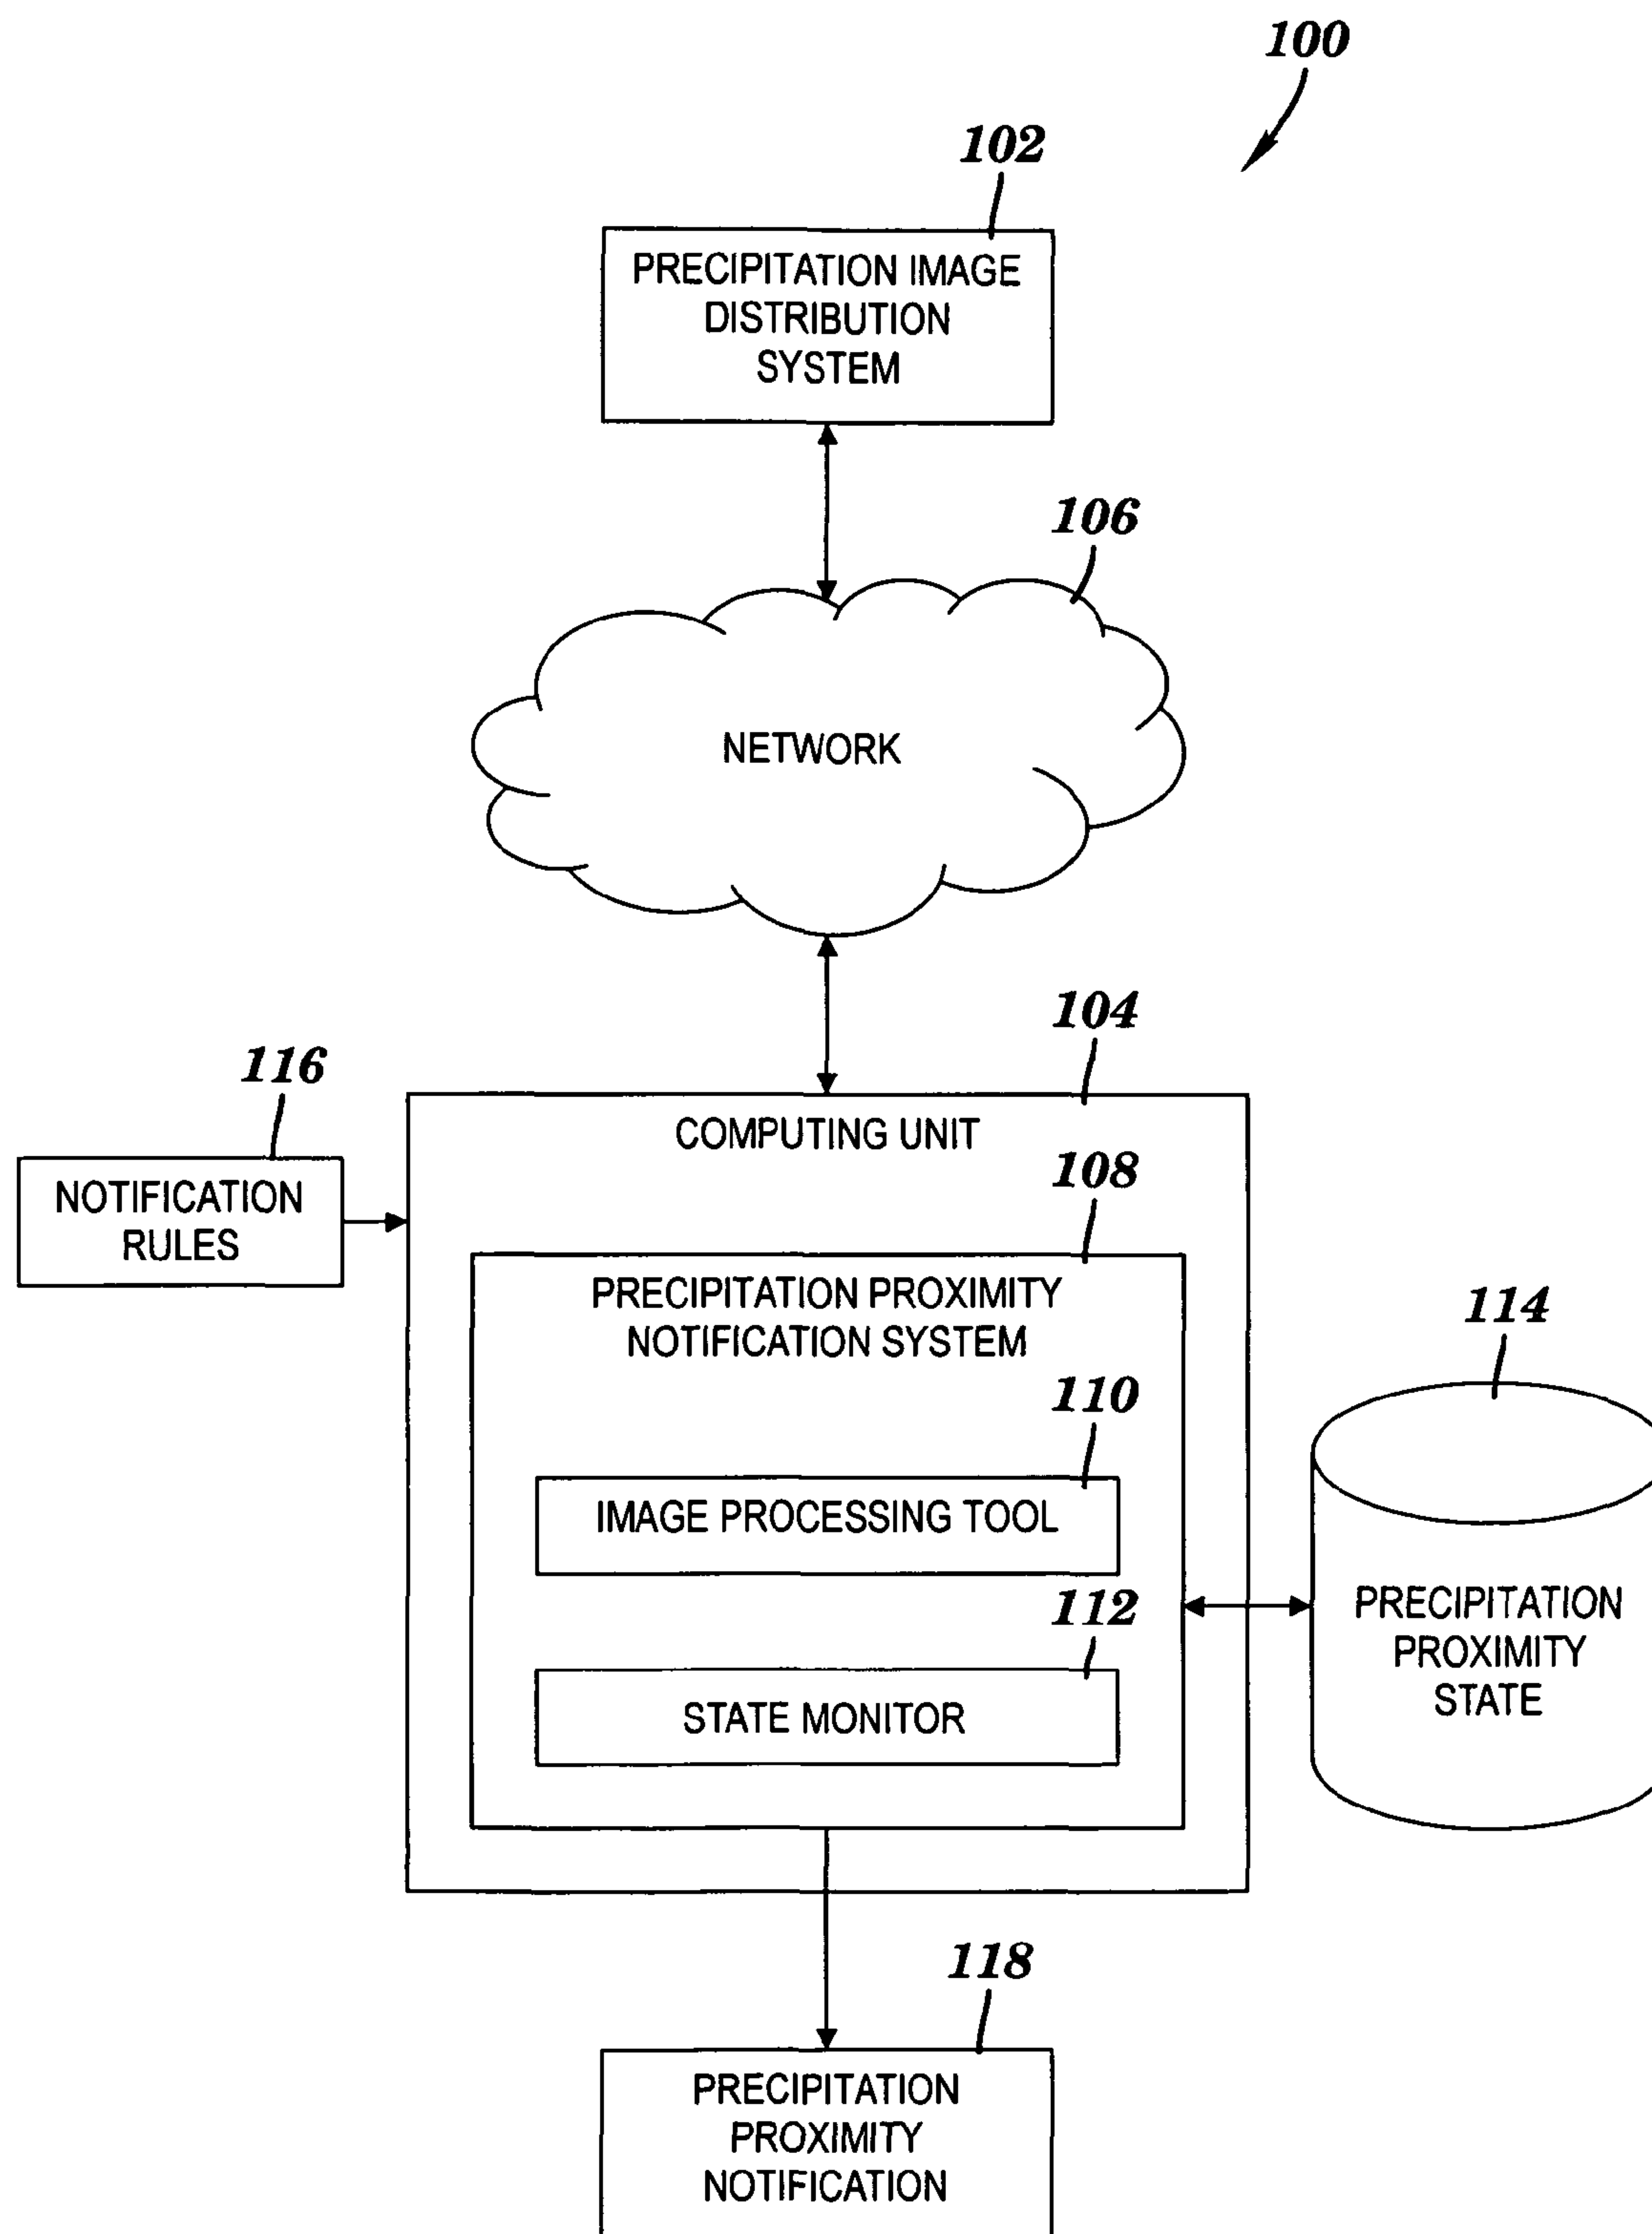 100
102
PRECIPITATION IMAGE
DISTRIBUTION
SYSTEM
106
NETWORK
104
COMPUTING UNIT
116
NOTIFICATION
RULES
108
PRECIPITATION PROXIMITY
NOTIFICATION SYSTEM
110
IMAGE PROCESSING TOOL
112
STATE MONITOR
114
PRECIPITATION
PROXIMITY
STATE
118
PRECIPITATION
PROXIMITY
NOTIFICATION